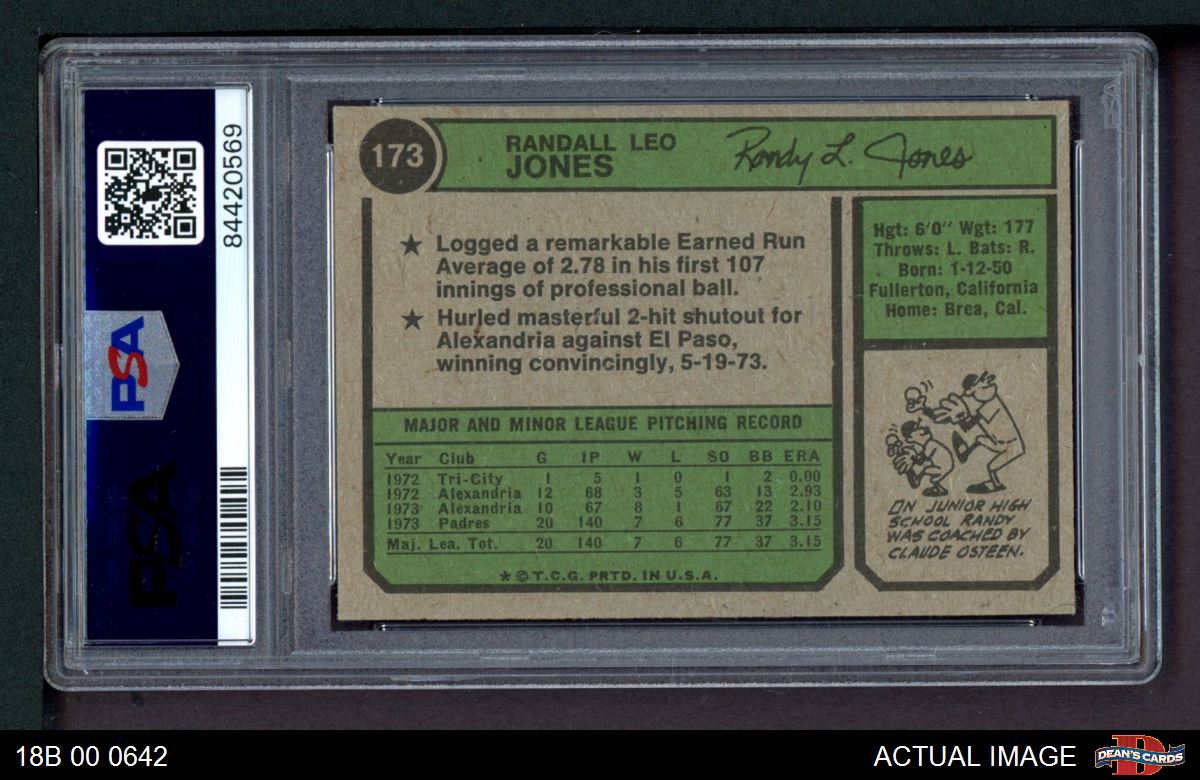 84420569
PSA
PSA
173
RANDALL LEO
JONES
Randy L. Jones
★ Logged a remarkable Earned Run
Average of 2.78 in his first 107
innings of professional ball.
★ Hurled masterful 2-hit shutout for
Alexandria against El Paso,
winning convincingly, 5-19-73.
MAJOR AND MINOR LEAGUE PITCHING RECORD
Year Club G IP W L SO BB ERA
1972 Tri-City 1 5 1 0 1 2 0.00
1972 Alexandria 12 68 3 5 63 13 2.93
1973 Alexandria 10 67 8 1 67 22 2.10
1973 Padres 20 140 7 6 77 37 3.15
Maj. Lea. Tot. 20 140 7 6 77 37 3.15
* © T.C.G. PRTD. IN U.S.A.
Hgt: 6'0" Wgt: 177
Throws: L. Bats: R.
Born: 1-12-50
Fullerton, California
Home: Brea, Cal.
IN JUNIOR HIGH
SCHOOL RANDY
WAS COACHED BY
CLAUDE OSTEEN.
18B 00 0642
ACTUAL IMAGE
DEAN'S CARDS